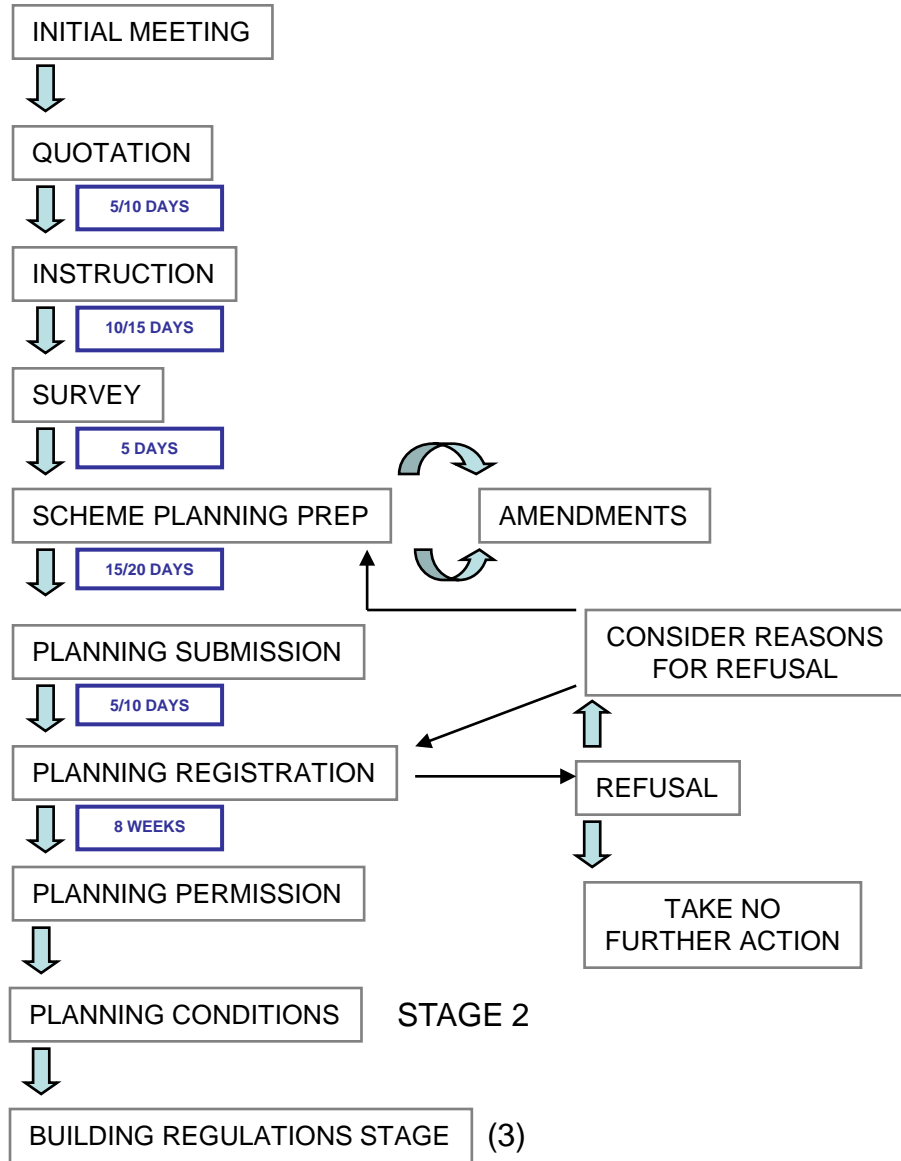 INITIAL MEETING
QUOTATION
5/10 DAYS
INSTRUCTION
10/15 DAYS
SURVEY
5 DAYS
SCHEME PLANNING PREP
AMENDMENTS
15/20 DAYS
PLANNING SUBMISSION
CONSIDER REASONS
FOR REFUSAL
5/10 DAYS
PLANNING REGISTRATION
REFUSAL
8 WEEKS
PLANNING PERMISSION
TAKE NO
FURTHER ACTION
PLANNING CONDITIONS
STAGE 2
BUILDING REGULATIONS STAGE
(3)